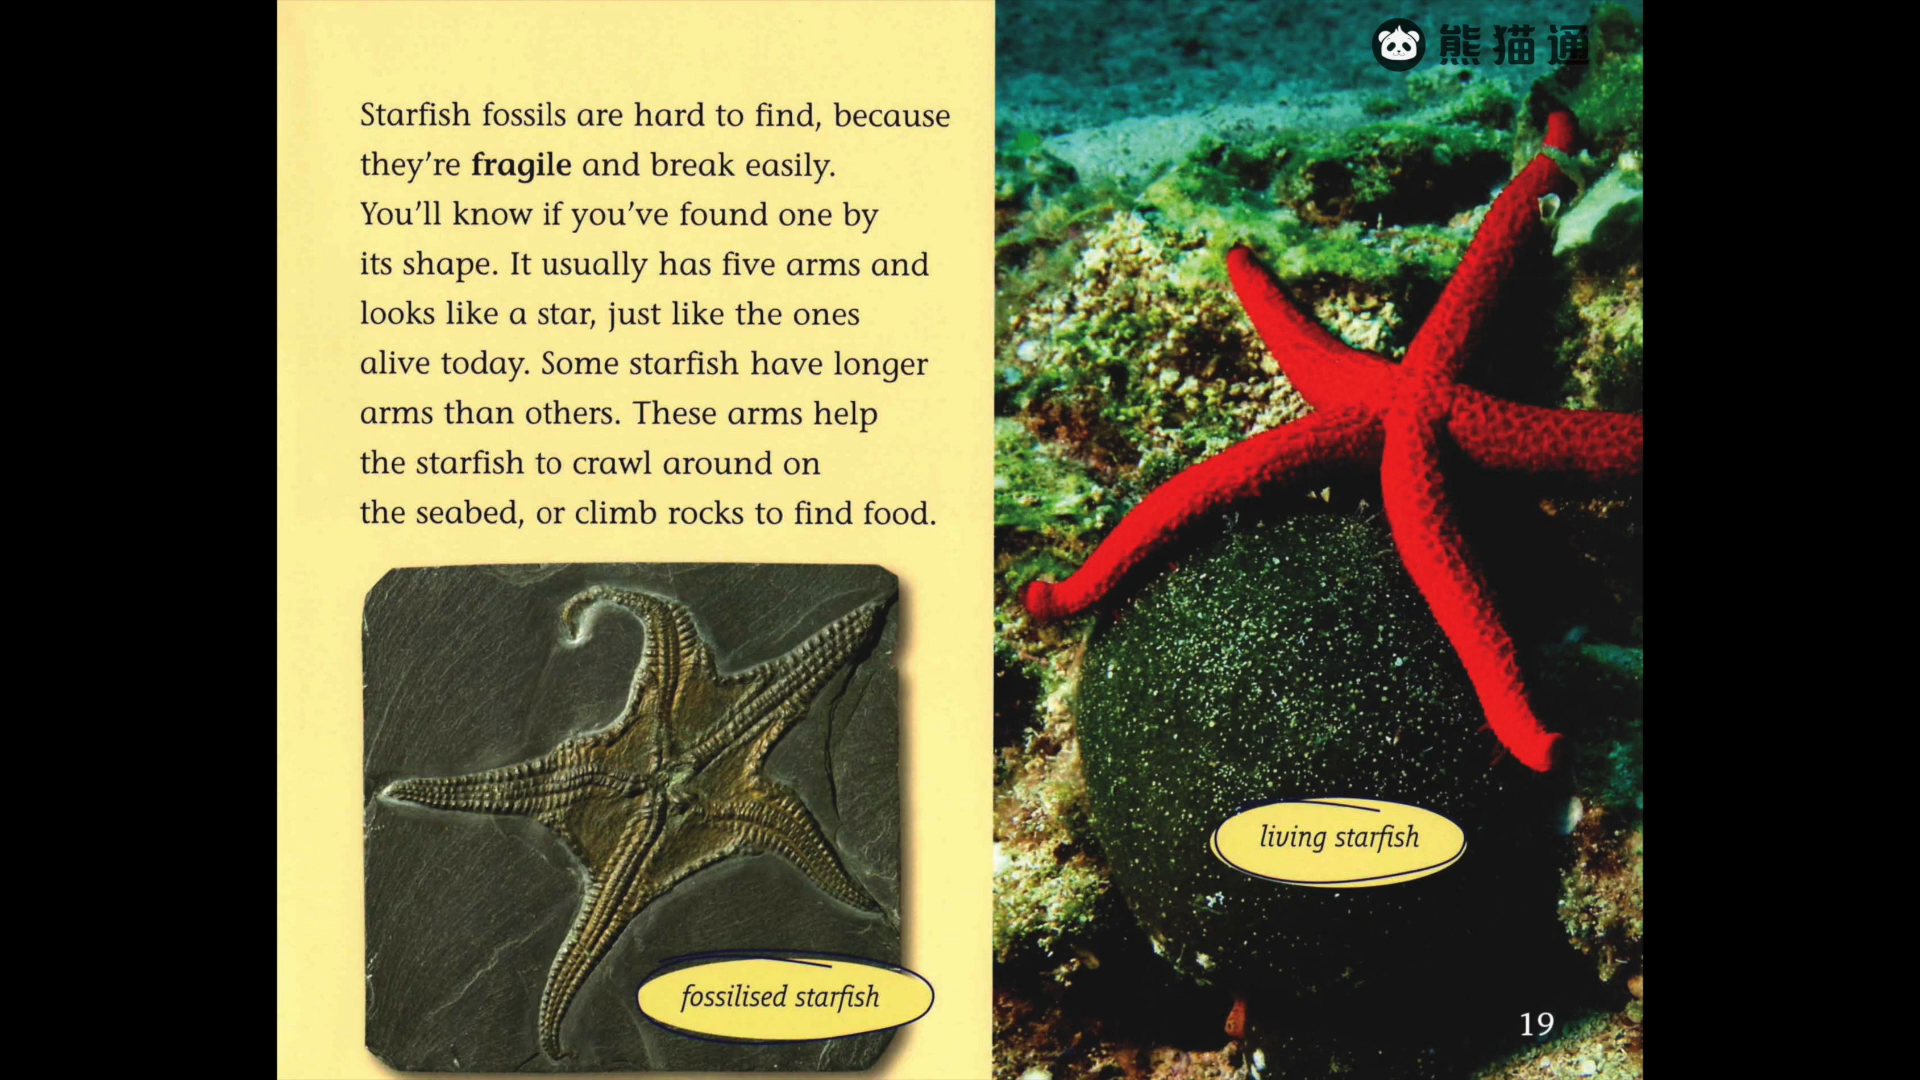 熊猫通
Starfish fossils are hard to find, because
they're fragile and break easily.
You'll know if you've found one by
its shape. It usually has five arms and
looks like a star, just like the ones
alive today. Some starfish have longer
arms than others. These arms help
the starfish to crawl around on
the seabed, or climb rocks to find food.
fossilised starfish
living starfish
19